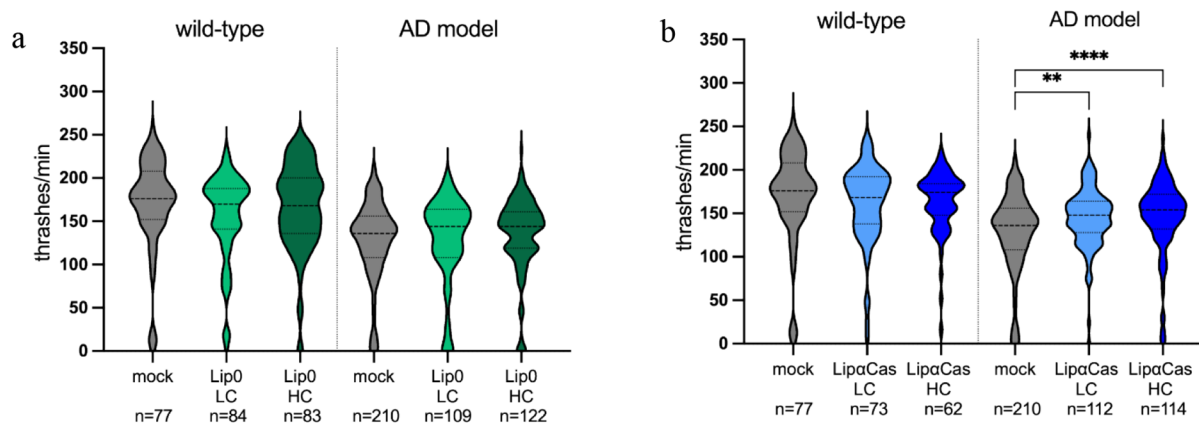 a
wild-type AD model
350
300
250
200
150
100
50
0
thrashes/min
mock Lip0 Lip0 mock Lip0 Lip0
LC HC LC HC
n=77 n=84 n=83 n=210 n=109 n=122
b
wild-type AD model
350
300
250
200
150
100
50
0
thrashes/min
****
**
mock LipαCas LipαCas mock LipαCas LipαCas
LC HC LC HC
n=77 n=73 n=62 n=210 n=112 n=114